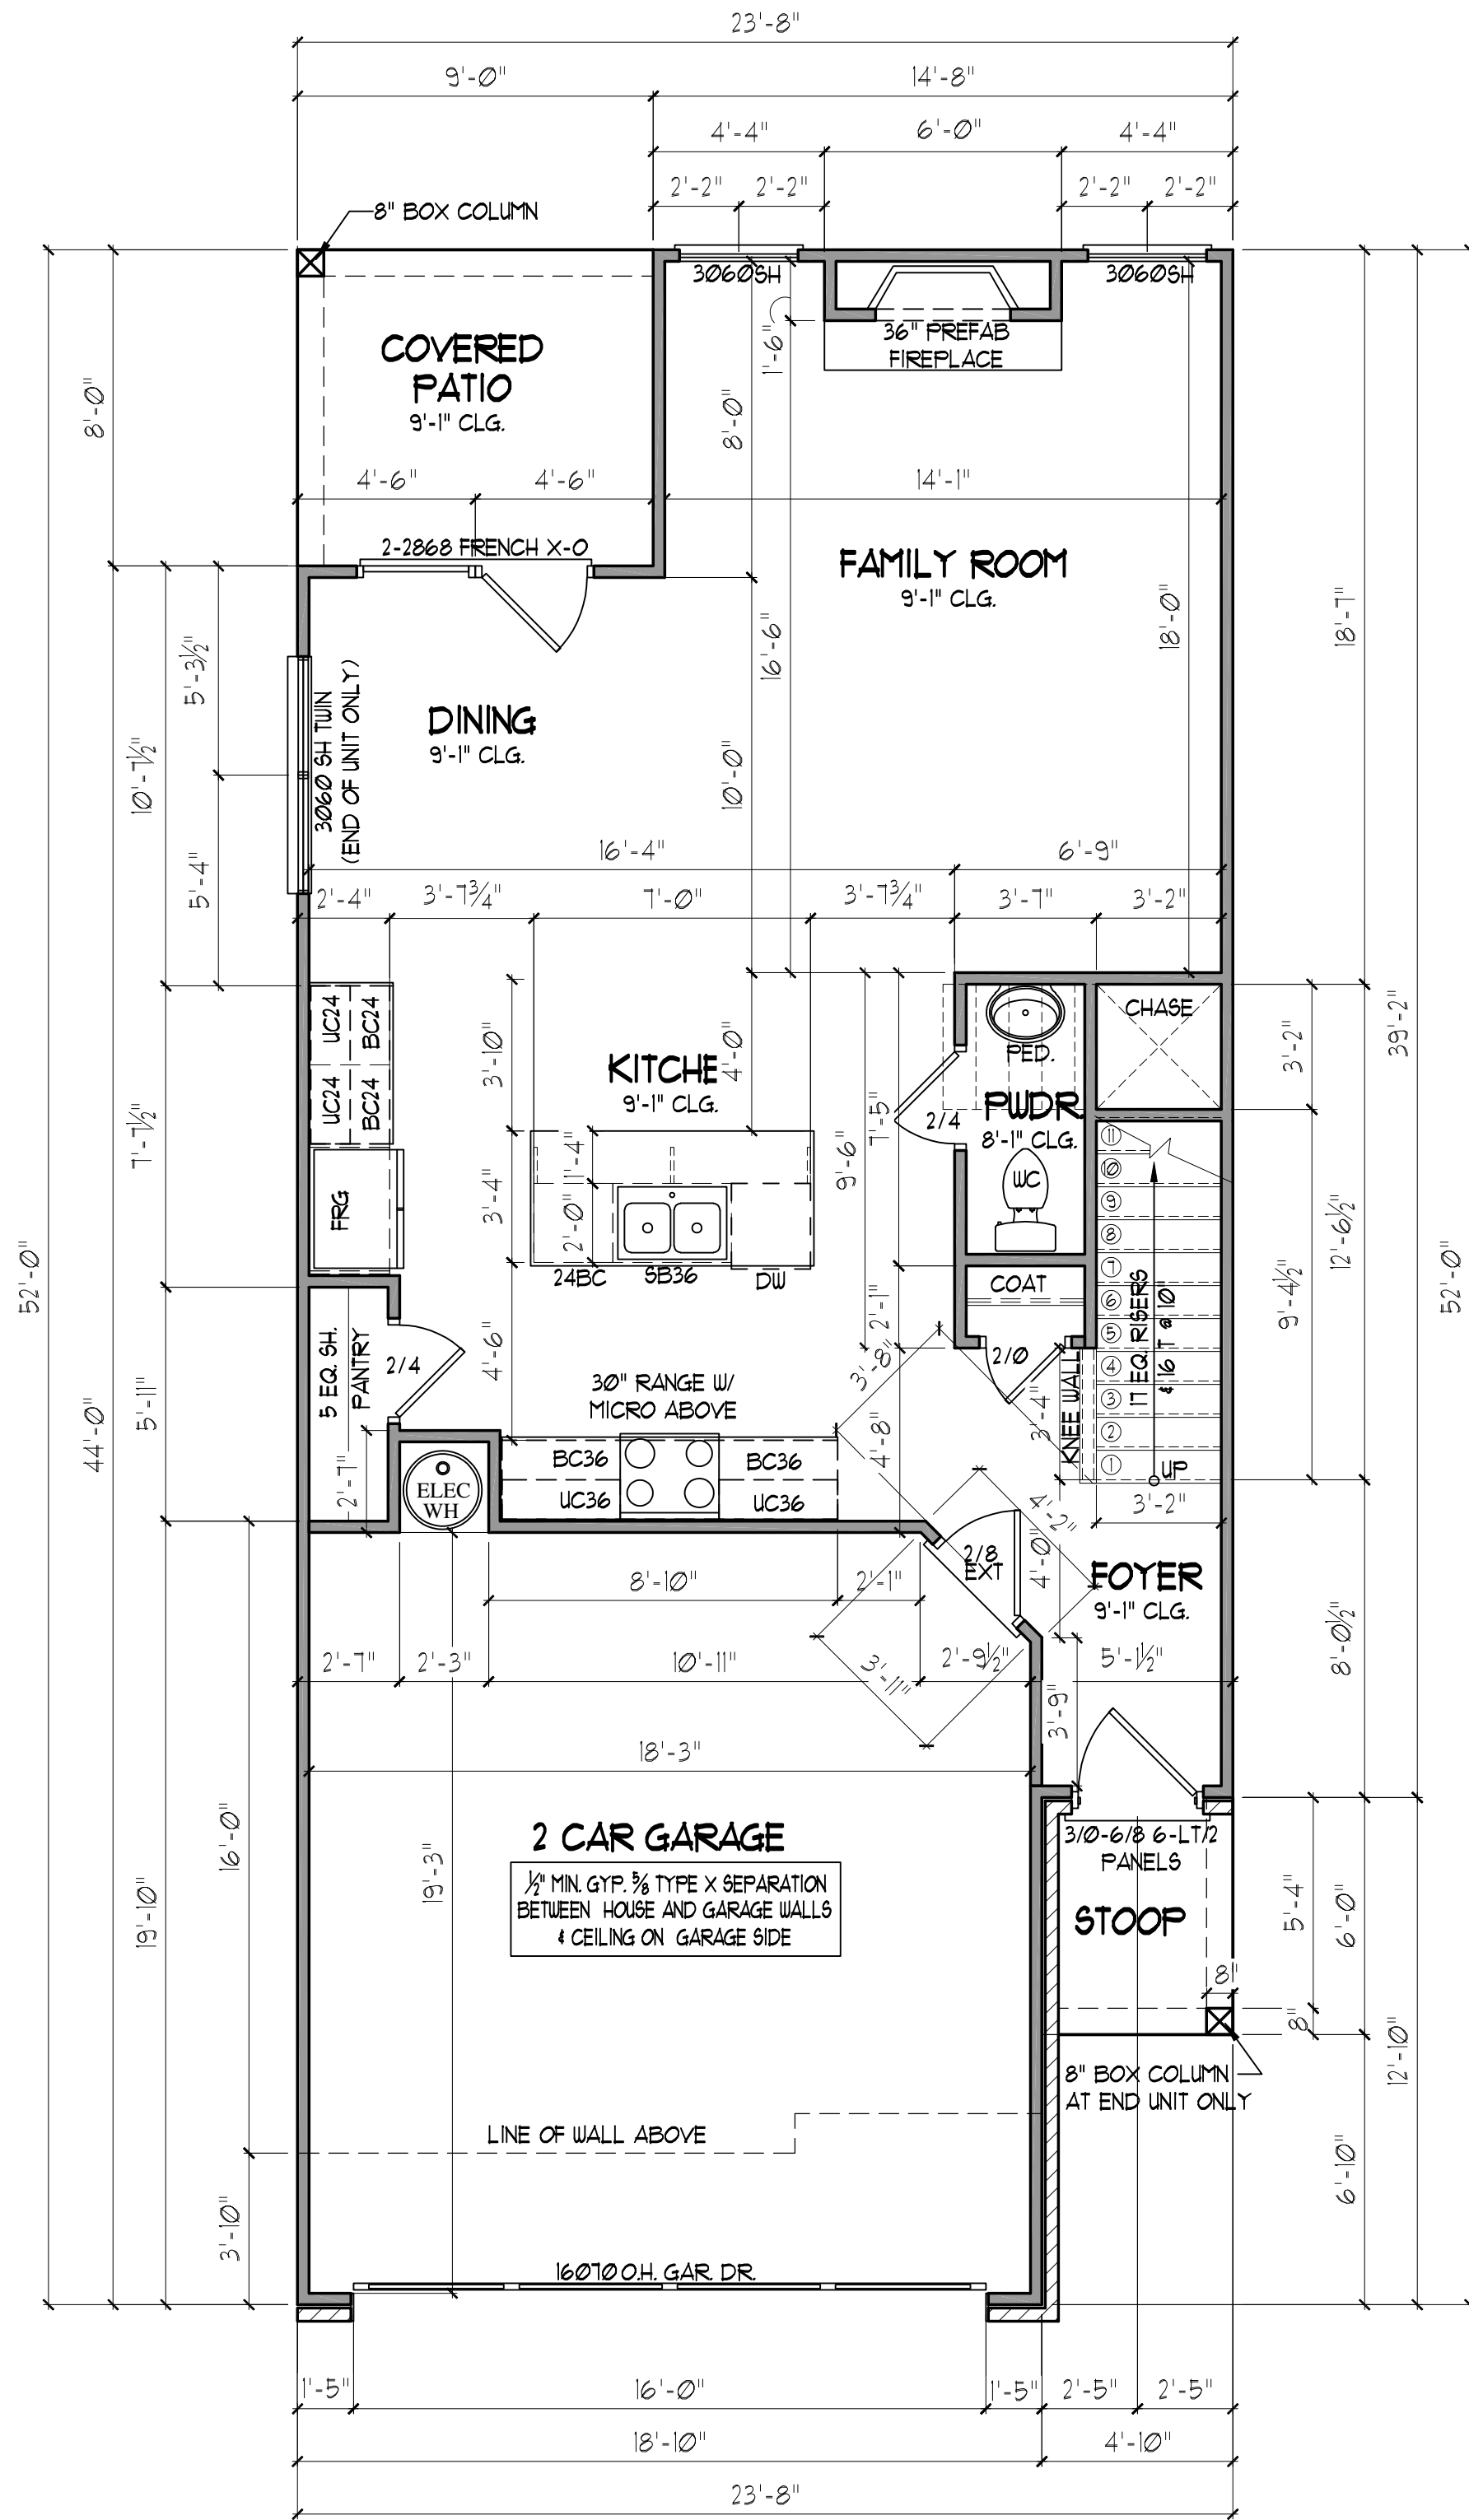 23'-8"
9'-0"
14'-8"
4'-4"
6'-0"
4'-4"
2'-2"
2'-2"
2'-2"
2'-2"
8" BOX COLUMN
3060SH
3060SH
36" PREFAB
FIREPLACE
1'-6"
COVERED
PATIO
9'-1" CLG.
8'-0"
8'-0"
4'-6"
4'-6"
14'-1"
2-2868 FRENCH X-O
FAMILY ROOM
9'-1" CLG.
18'-0"
18'-7"
16'-6"
5'-3½"
3060 SH TWIN
(END OF UNIT ONLY)
DINING
9'-1" CLG.
10'-7½"
10'-0"
5'-4"
16'-4"
6'-9"
2'-4"
3'-7¾"
7'-0"
3'-7¾"
3'-7"
3'-2"
UC24
BC24
UC24
BC24
3'-10"
KITCHE
9'-1" CLG.
4'-0"
CHASE
PED.
PWDR.
8'-1" CLG.
2/4
WC
3'-2"
39'-2"
7'-7½"
FRG
3'-4"
1'-4"
2'-0"
24BC
SB36
DW
9'-6"
7'-5"
11
10
9
8
7
6
5
4
3
2
1
17 EQ. RISERS
& 16 T @ 10"
UP
12'-6½"
9'-4½"
52'-0"
52'-0"
44'-0"
COAT
2'-1"
2/0
KNEE WALL
3'-4"
3'-8"
4'-8"
5 EQ. SH.
PANTRY
2/4
5'-11"
4'-6"
30" RANGE W/
MICRO ABOVE
BC36
BC36
UC36
UC36
ELEC
WH
2'-7"
3'-2"
4'-2"
4'-0"
2/8
EXT
FOYER
9'-1" CLG.
8'-10"
2'-1"
8'-0½"
2'-7"
2'-3"
10'-11"
2'-9½"
5'-1½"
3'-11"
3'-9"
18'-3"
2 CAR GARAGE
½" MIN. GYP. ⅝ TYPE X SEPARATION
BETWEEN HOUSE AND GARAGE WALLS
& CEILING ON GARAGE SIDE
16'-0"
19'-10"
19'-3"
3/0-6/8 6-LT/2
PANELS
STOOP
5'-4"
6'-0"
8"
8"
8" BOX COLUMN
AT END UNIT ONLY
12'-10"
6'-10"
LINE OF WALL ABOVE
3'-10"
16070 O.H. GAR. DR.
1'-5"
16'-0"
1'-5"
2'-5"
2'-5"
18'-10"
4'-10"
23'-8"